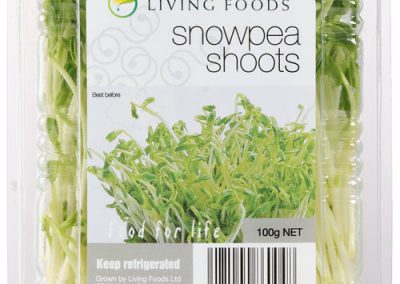 LIVING FOODS
snowpea
shoots
Best before
food for life
100g NET
Keep refrigerated
Grown by Living Foods Ltd